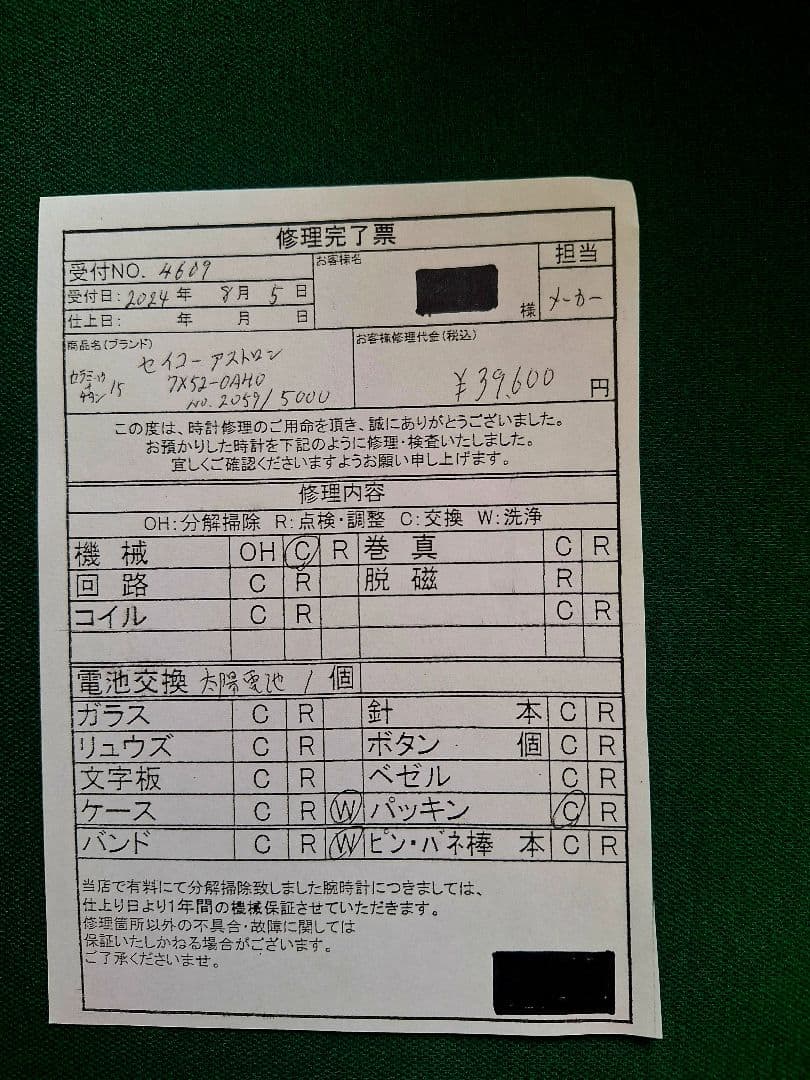 修理完了票
受付NO. 4609
お客様名
様
担当
メーカー
受付日: 2024 年 8月 5 日
仕上日: 年 月 日
商品名(ブランド)
セイコーアストロン
セラミック + チタン 15
7X52-0AH0
NO. 2059/5000
お客様修理代金(税込)
¥39,600 円
この度は、時計修理のご用命を頂き、誠にありがとうございました。
お預かりした時計を下記のように修理・検査いたしました。
宜しくご確認くださいますようお願い申し上げます。
修理内容
OH:分解掃除 R:点検・調整 C:交換 W:洗浄
機 械 OH C R 巻 真 C R
回 路 C R 脱 磁 R
コイル C R C R
電池交換 太陽電池 1 個
ガラス C R 針 本 C R
リュウズ C R ボタン 個 C R
文字板 C R ベゼル C R
ケース C R W パッキン C R
バンド C R W ピン・バネ棒 本 C R
当店で有料にて分解掃除致しました腕時計につきましては、
仕上り日より1年間の機械保証させていただきます。
修理箇所以外の不具合・故障に関しては
保証いたしかねる場合がございます。
ご了承くださいませ。